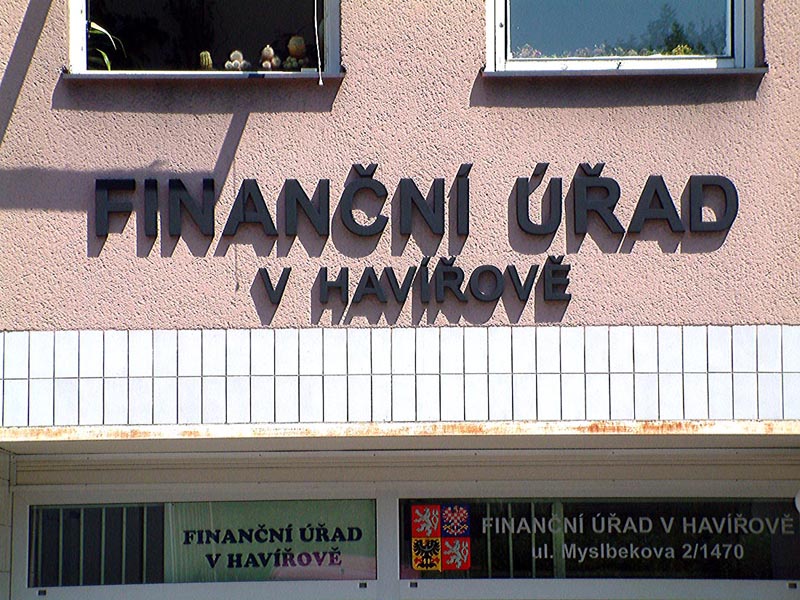 FINANČNÍ ÚŘAD
V HAVÍŘOVĚ
FINANČNÍ ÚŘAD
V HAVÍŘOVĚ
FINANČNÍ ÚŘAD V HAVÍŘOVĚ
ul. Myslbekova 2/1470